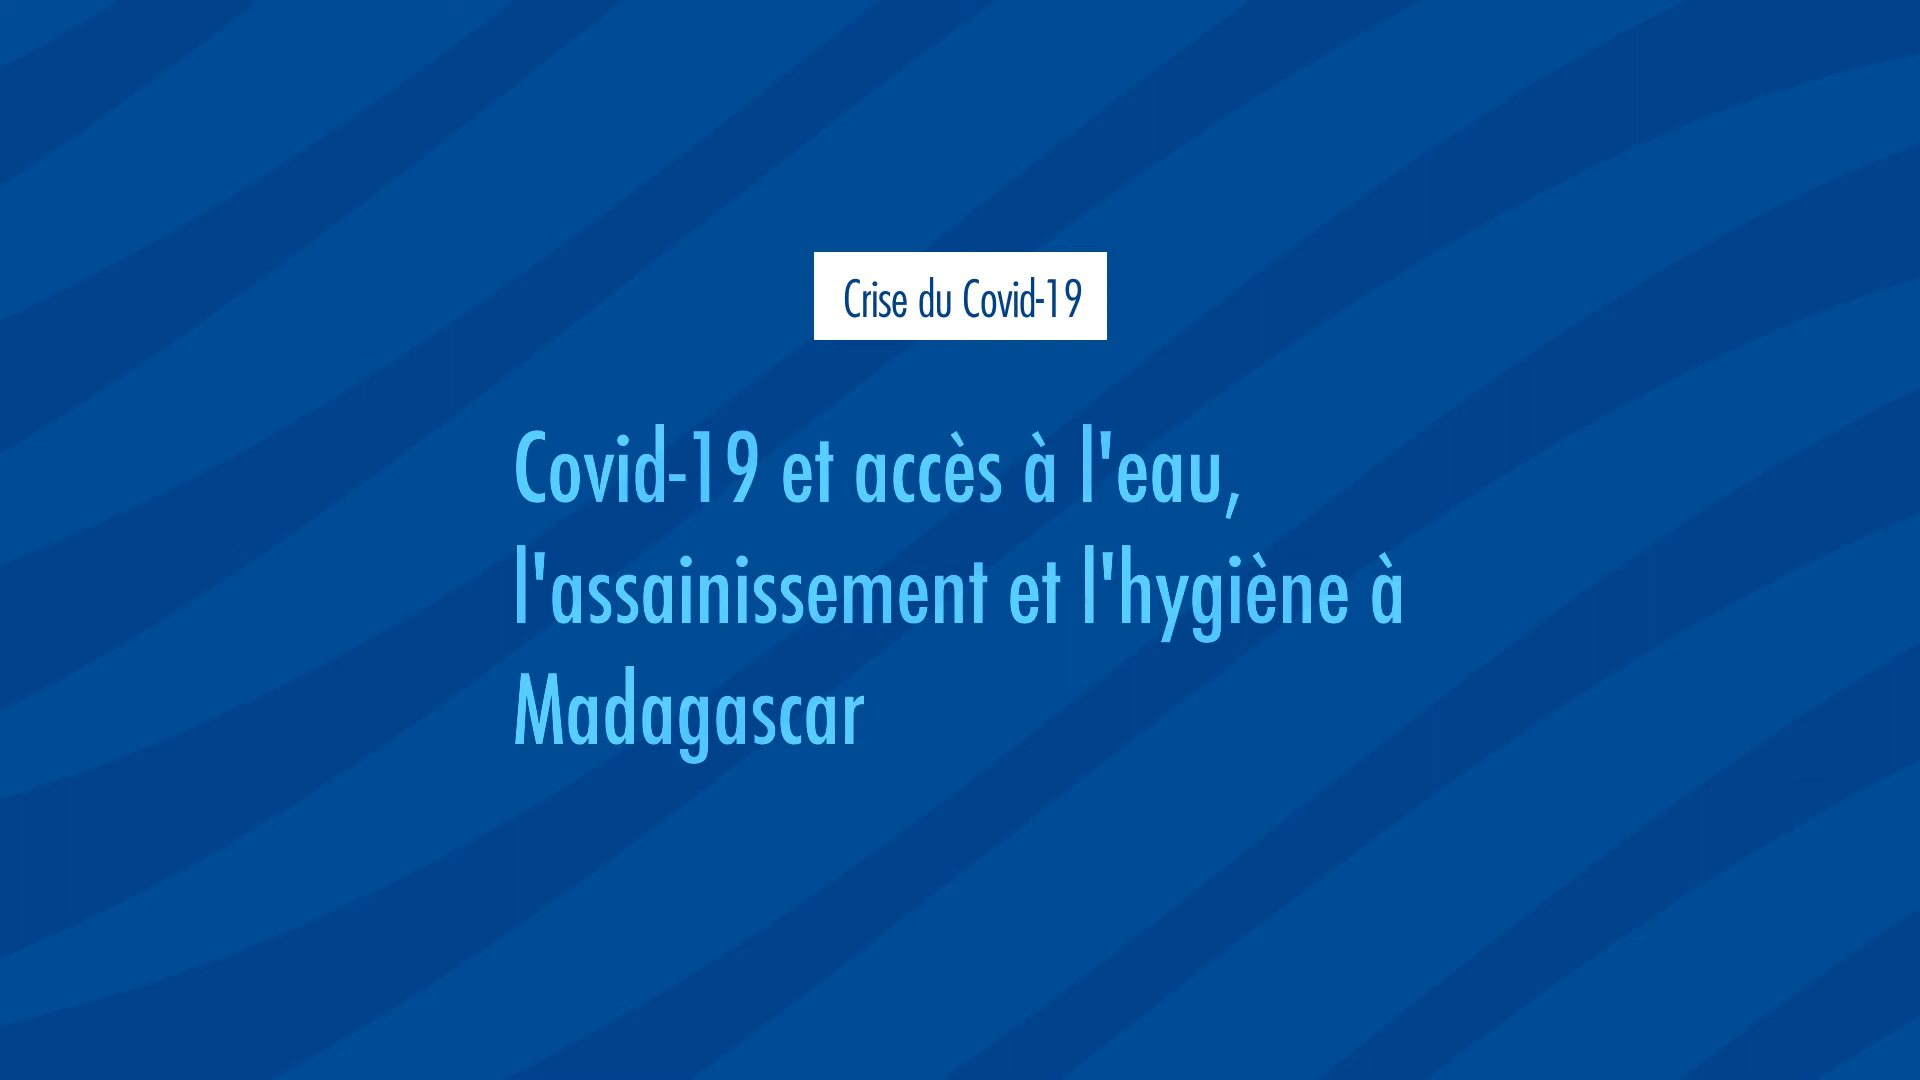 Crise du Covid-19
Covid-19 et accès à l'eau,
l'assainissement et l'hygiène à
Madagascar